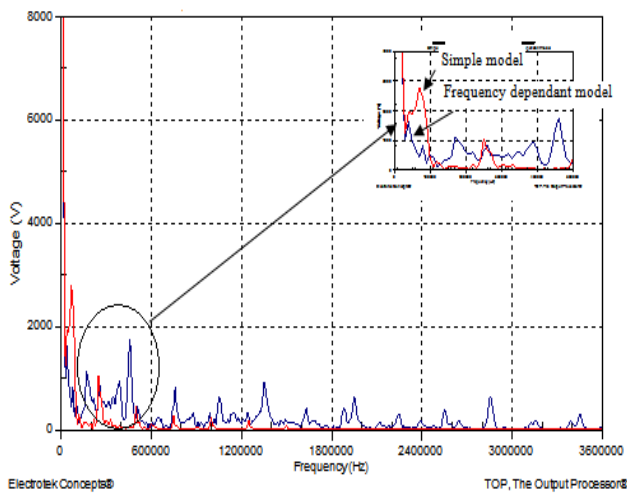 8000
6000
4000
2000
0
Voltage (V)
0 600000 1200000 1800000 2400000 3000000 3600000
Frequency(Hz)
Electrotek Concepts®
TOP, The Output Processor®
Simple model
Frequency dependant model